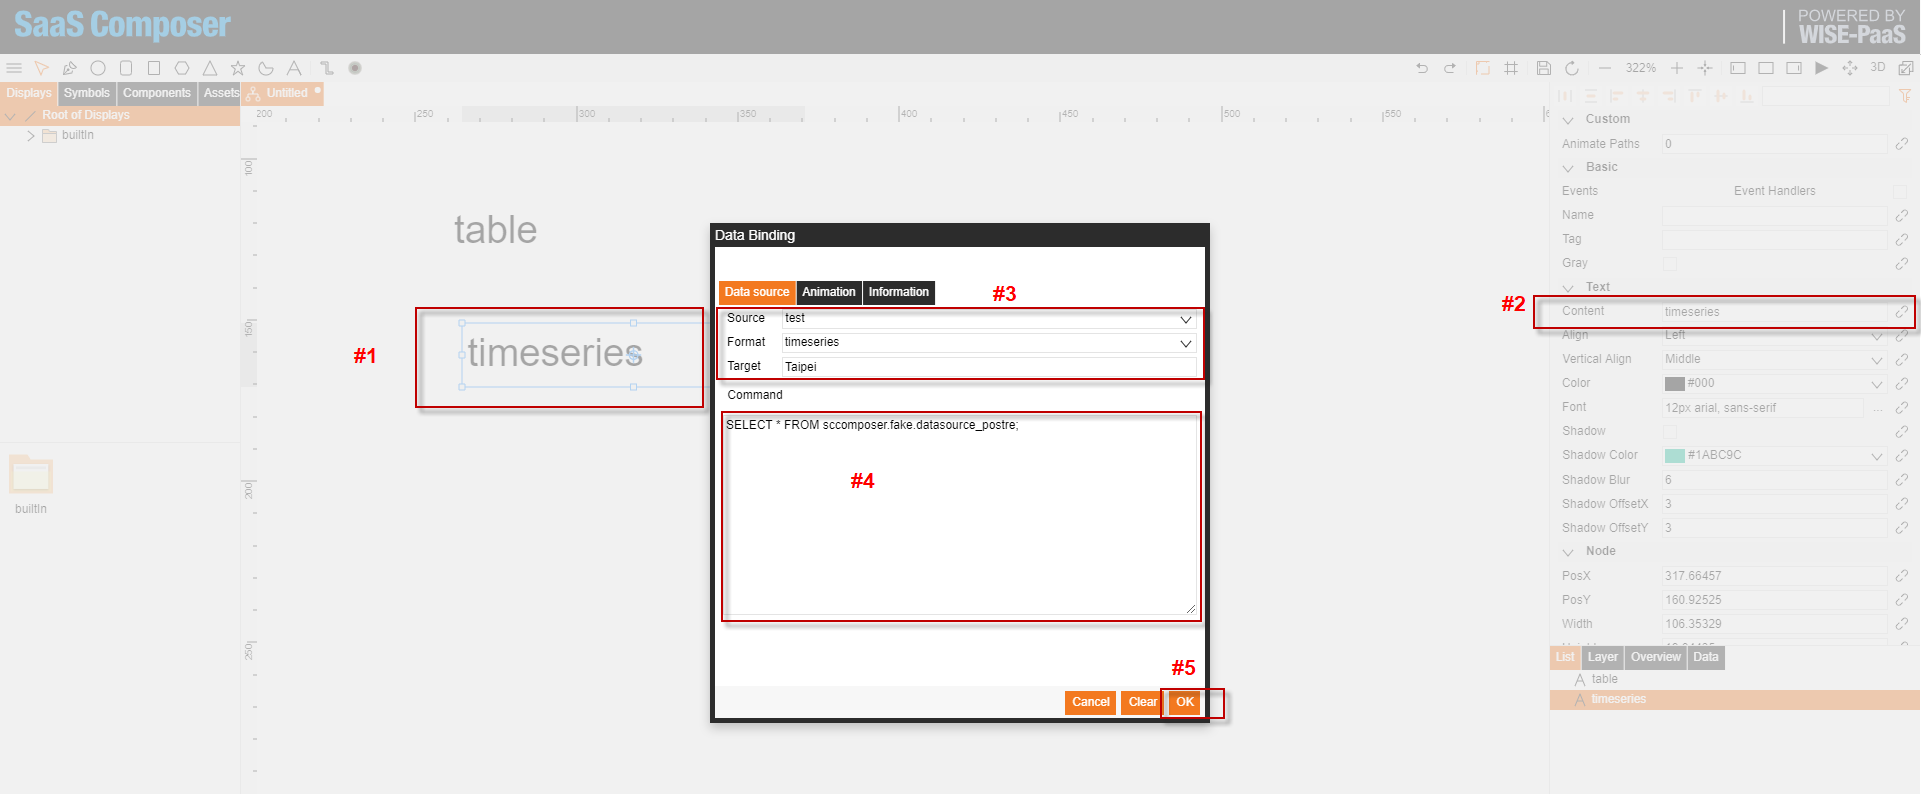 SaaS Composer
POWERED BY
WISE-PaaS
322%
3D
Displays
Symbols
Components
Assets
Untitled
Root of Displays
builtIn
builtIn
200
250
300
350
400
450
500
550
100
150
200
250
table
timeseries
#1
Data Binding
Data source
Animation
Information
#3
Source
test
Format
timeseries
Target
Taipei
Command
SELECT * FROM sccomposer.fake.datasource_postre;
#4
#5
Cancel
Clear
OK
#2
Custom
Animate Paths
0
Basic
Events
Event Handlers
Name
Tag
Gray
Text
Content
timeseries
Align
Left
Vertical Align
Middle
Color
#000
Font
12px arial, sans-serif
...
Shadow
Shadow Color
#1ABC9C
Shadow Blur
6
Shadow OffsetX
3
Shadow OffsetY
3
Node
PosX
317.66457
PosY
160.92525
Width
106.35329
List
Layer
Overview
Data
table
timeseries